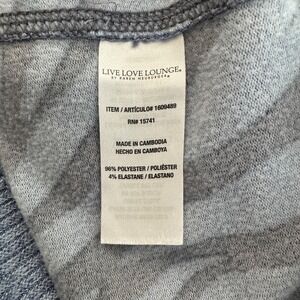 LIVE LOVE LOUNGE®
BY KAREN NEUBURGER®
ITEM / ARTÍCULO# 1609489
RN# 15741
MADE IN CAMBODIA
HECHO EN CAMBOYA
96% POLYESTER / POLIÉSTER
4% ELASTANE / ELASTANO